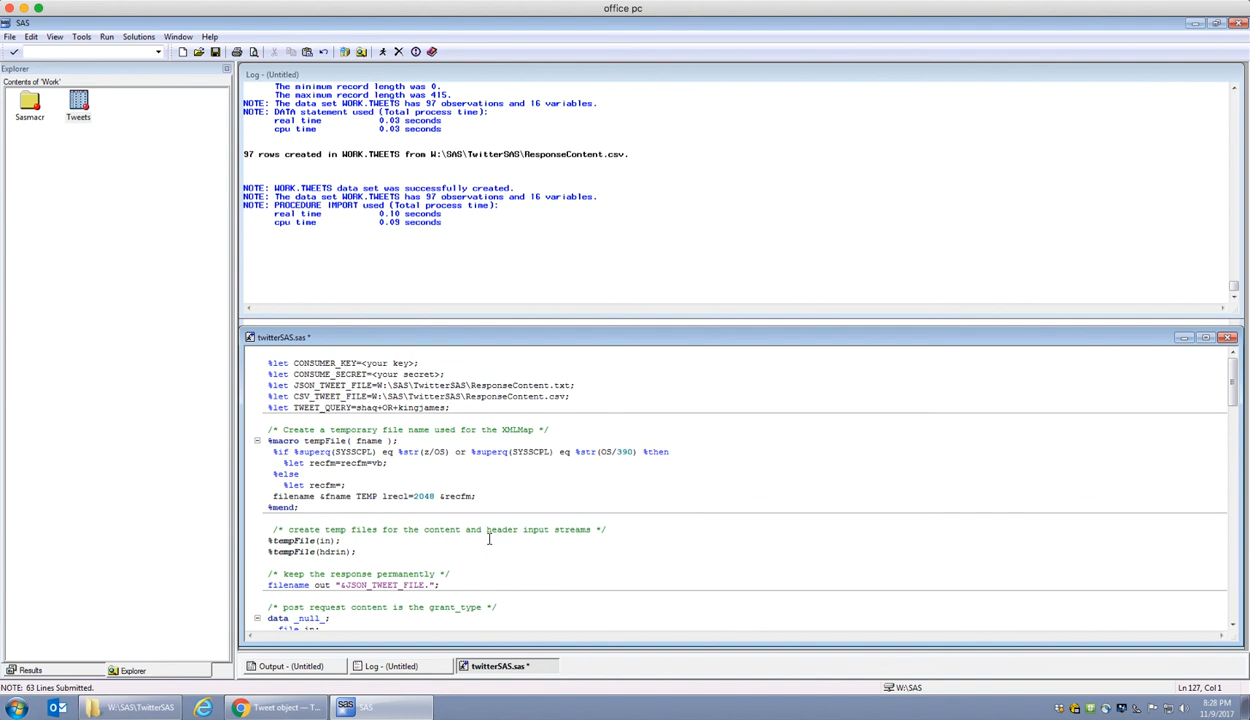 office pc
SAS
File Edit View Tools Run Solutions Window Help
Explorer
Contents of 'Work'
Sasmacr
Tweets
Log - (Untitled)
The minimum record length was 0.
The maximum record length was 415.
NOTE: The data set WORK.TWEETS has 97 observations and 16 variables.
NOTE: DATA statement used (Total process time):
real time 0.03 seconds
cpu time 0.03 seconds
97 rows created in WORK.TWEETS from W:\SAS\TwitterSAS\ResponseContent.csv.
NOTE: WORK.TWEETS data set was successfully created.
NOTE: The data set WORK.TWEETS has 97 observations and 16 variables.
NOTE: PROCEDURE IMPORT used (Total process time):
real time 0.10 seconds
cpu time 0.09 seconds
twitterSAS.sas *
%let CONSUMER_KEY=<your key>;
%let CONSUME_SECRET=<your secret>;
%let JSON_TWEET_FILE=W:\SAS\TwitterSAS\ResponseContent.txt;
%let CSV_TWEET_FILE=W:\SAS\TwitterSAS\ResponseContent.csv;
%let TWEET_QUERY=shaq+OR+kingjames;
/* Create a temporary file name used for the XMLMap */
%macro tempFile( fname );
%if %superq(SYSSCPL) eq %str(z/OS) or %superq(SYSSCPL) eq %str(OS/390) %then
%let recfm=recfm=vb;
%else
%let recfm=;
filename &fname TEMP lrecl=2048 &recfm;
%mend;
/* create temp files for the content and header input streams */
%tempFile(in);
%tempFile(hdrin);
/* keep the response permanently */
filename out "&JSON_TWEET_FILE.";
/* post request content is the grant_type */
data _null_;
file in;
Results
Explorer
Output - (Untitled)
Log - (Untitled)
twitterSAS.sas *
NOTE: 63 Lines Submitted.
W:\SAS
Ln 127, Col 1
W:\SAS\TwitterSAS
Tweet object — T...
SAS
8:28 PM
11/9/2017